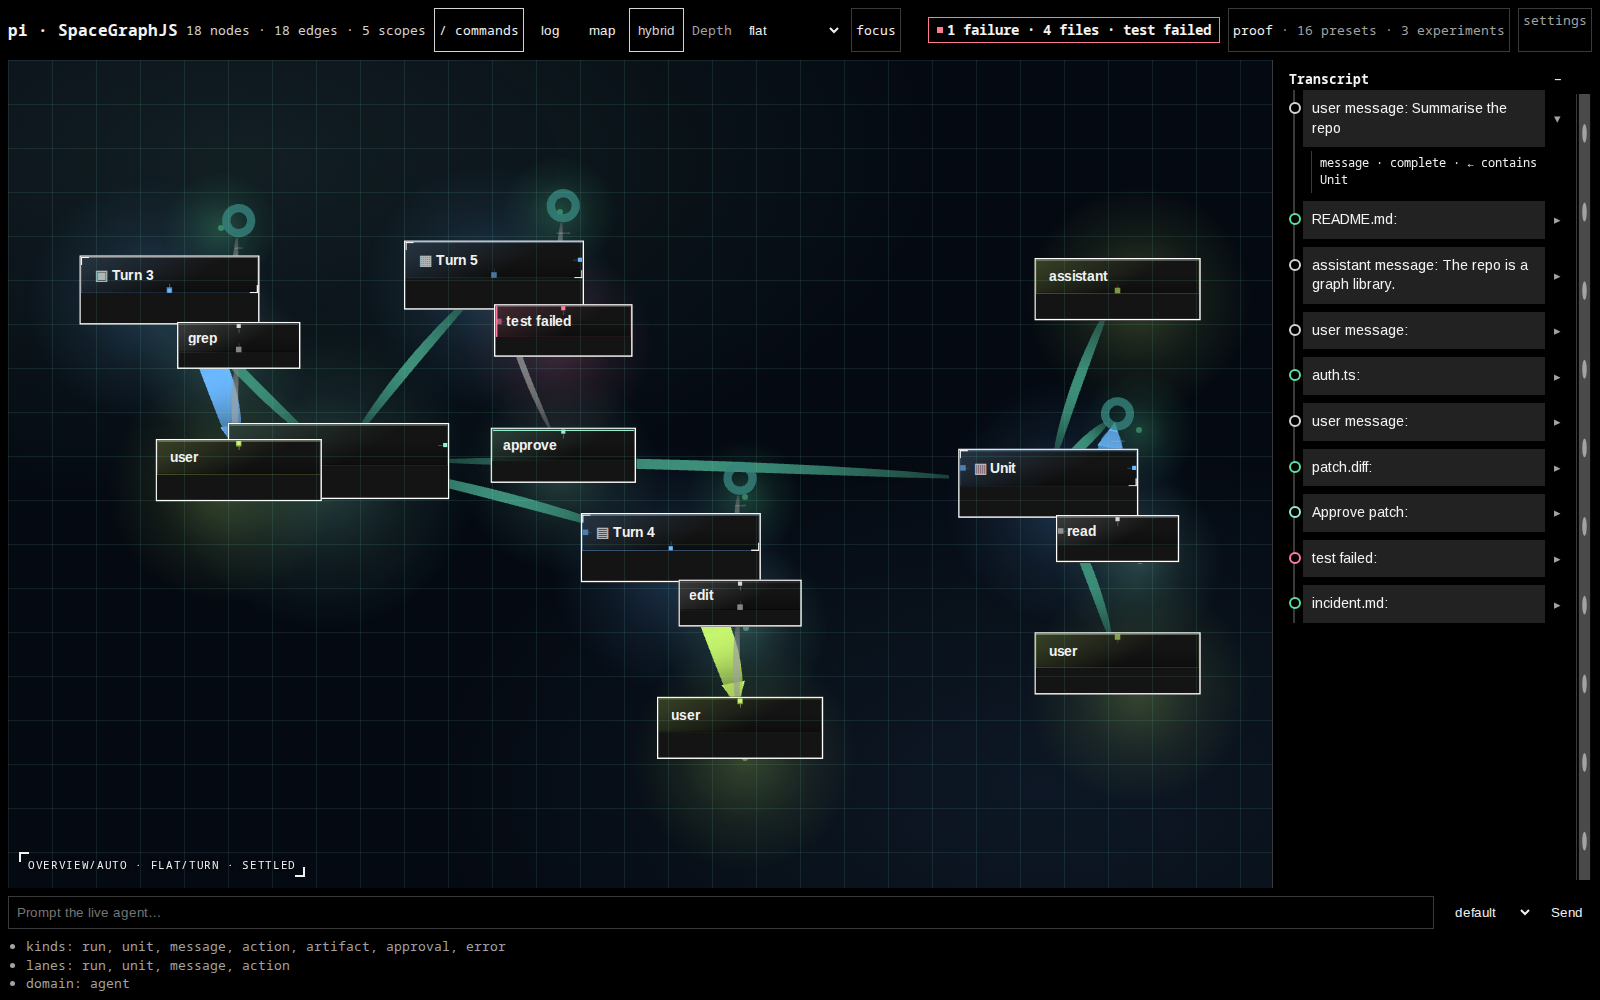 pi · SpaceGraphJS 18 nodes · 18 edges · 5 scopes / commands log map hybrid Depth flat focus 1 failure · 4 files · test failed proof · 16 presets · 3 experiments settings
Transcript –
user message: Summarise the
repo
message · complete · ← contains
Unit
README.md:
assistant message: The repo is a
graph library.
user message:
auth.ts:
user message:
patch.diff:
Approve patch:
test failed:
incident.md:
Turn 5
Turn 3
assistant
test failed
grep
approve
user
Unit
Turn 4
read
edit
user
user
OVERVIEW/AUTO · FLAT/TURN · SETTLED
Prompt the live agent… default Send
kinds: run, unit, message, action, artifact, approval, error
lanes: run, unit, message, action
domain: agent